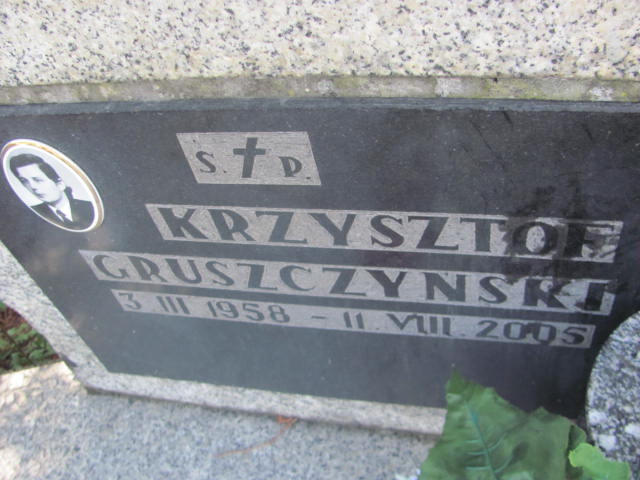 Ś. † P.
KRZYSZTOF
GRUSZCZYŃSKI
3 III 1958 - 11. VIII. 2005